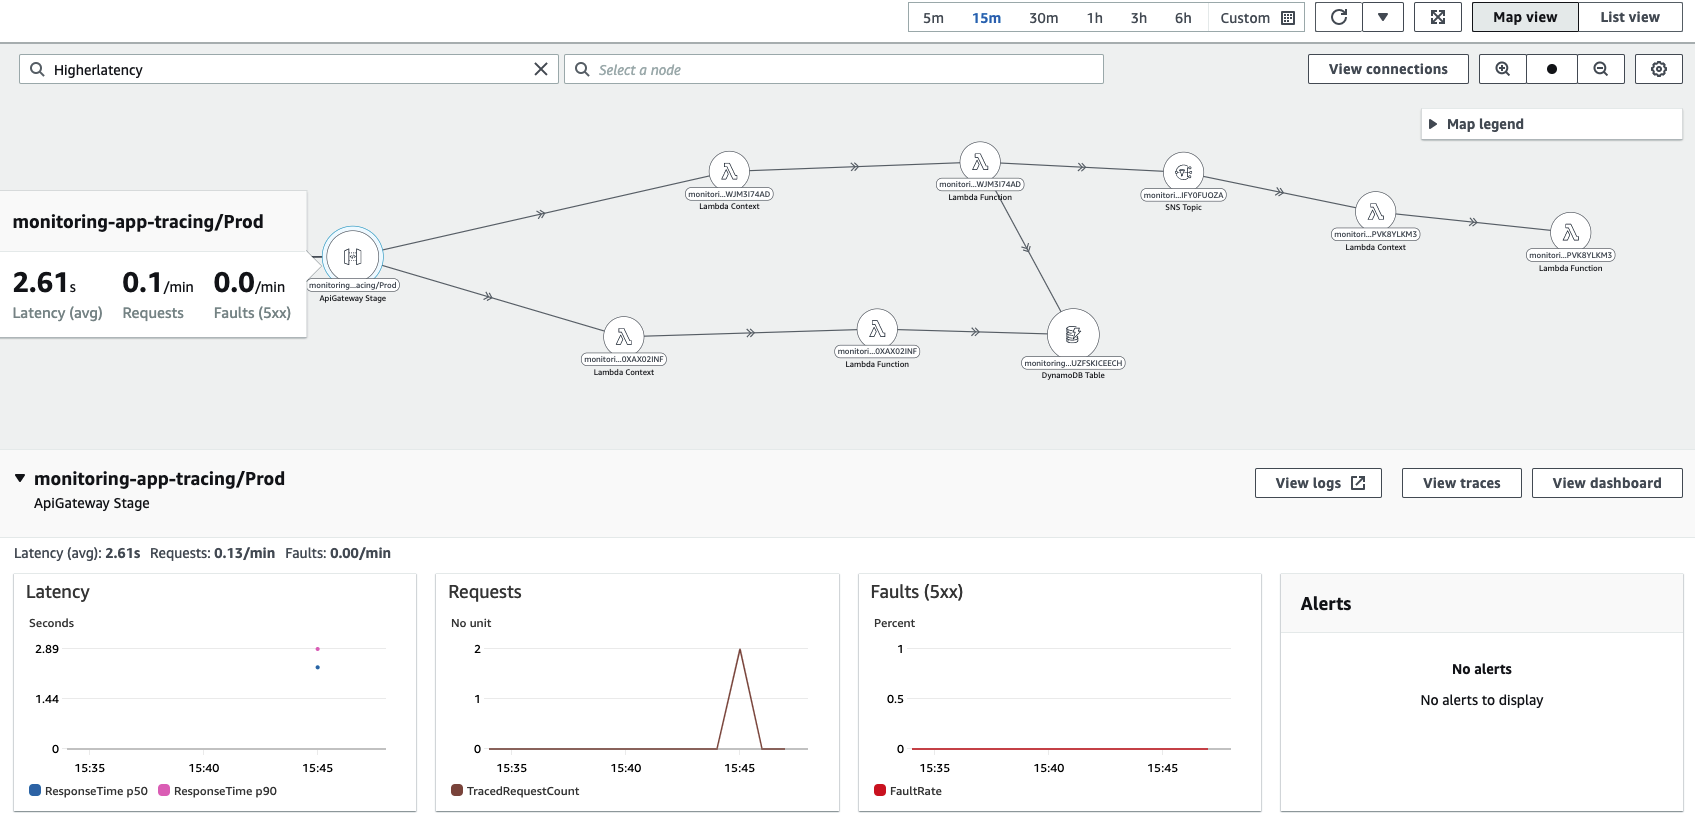 5m 15m 30m 1h 3h 6h Custom Map view List view
Higherlatency Select a node View connections
Map legend
monitori...WJM3I74AD
Lambda Context
monitori...WJM3I74AD
Lambda Function
monitori...IFY0FUOZA
SNS Topic
monitori...PVK8YLKM3
Lambda Context
monitori...PVK8YLKM3
Lambda Function
monitoring-app-tracing/Prod
2.61s 0.1/min 0.0/min
Latency (avg) Requests Faults (5xx)
monitoring...acing/Prod
ApiGateway Stage
monitori...0XAX02INF
Lambda Context
monitori...0XAX02INF
Lambda Function
monitoring...UZFSKICEECH
DynamoDB Table
monitoring-app-tracing/Prod
ApiGateway Stage
View logs View traces View dashboard
Latency (avg): 2.61s Requests: 0.13/min Faults: 0.00/min
Latency
Seconds
2.89
1.44
0
15:35 15:40 15:45
ResponseTime p50 ResponseTime p90
Requests
No unit
2
1
0
15:35 15:40 15:45
TracedRequestCount
Faults (5xx)
Percent
1
0.5
0
15:35 15:40 15:45
FaultRate
Alerts
No alerts
No alerts to display